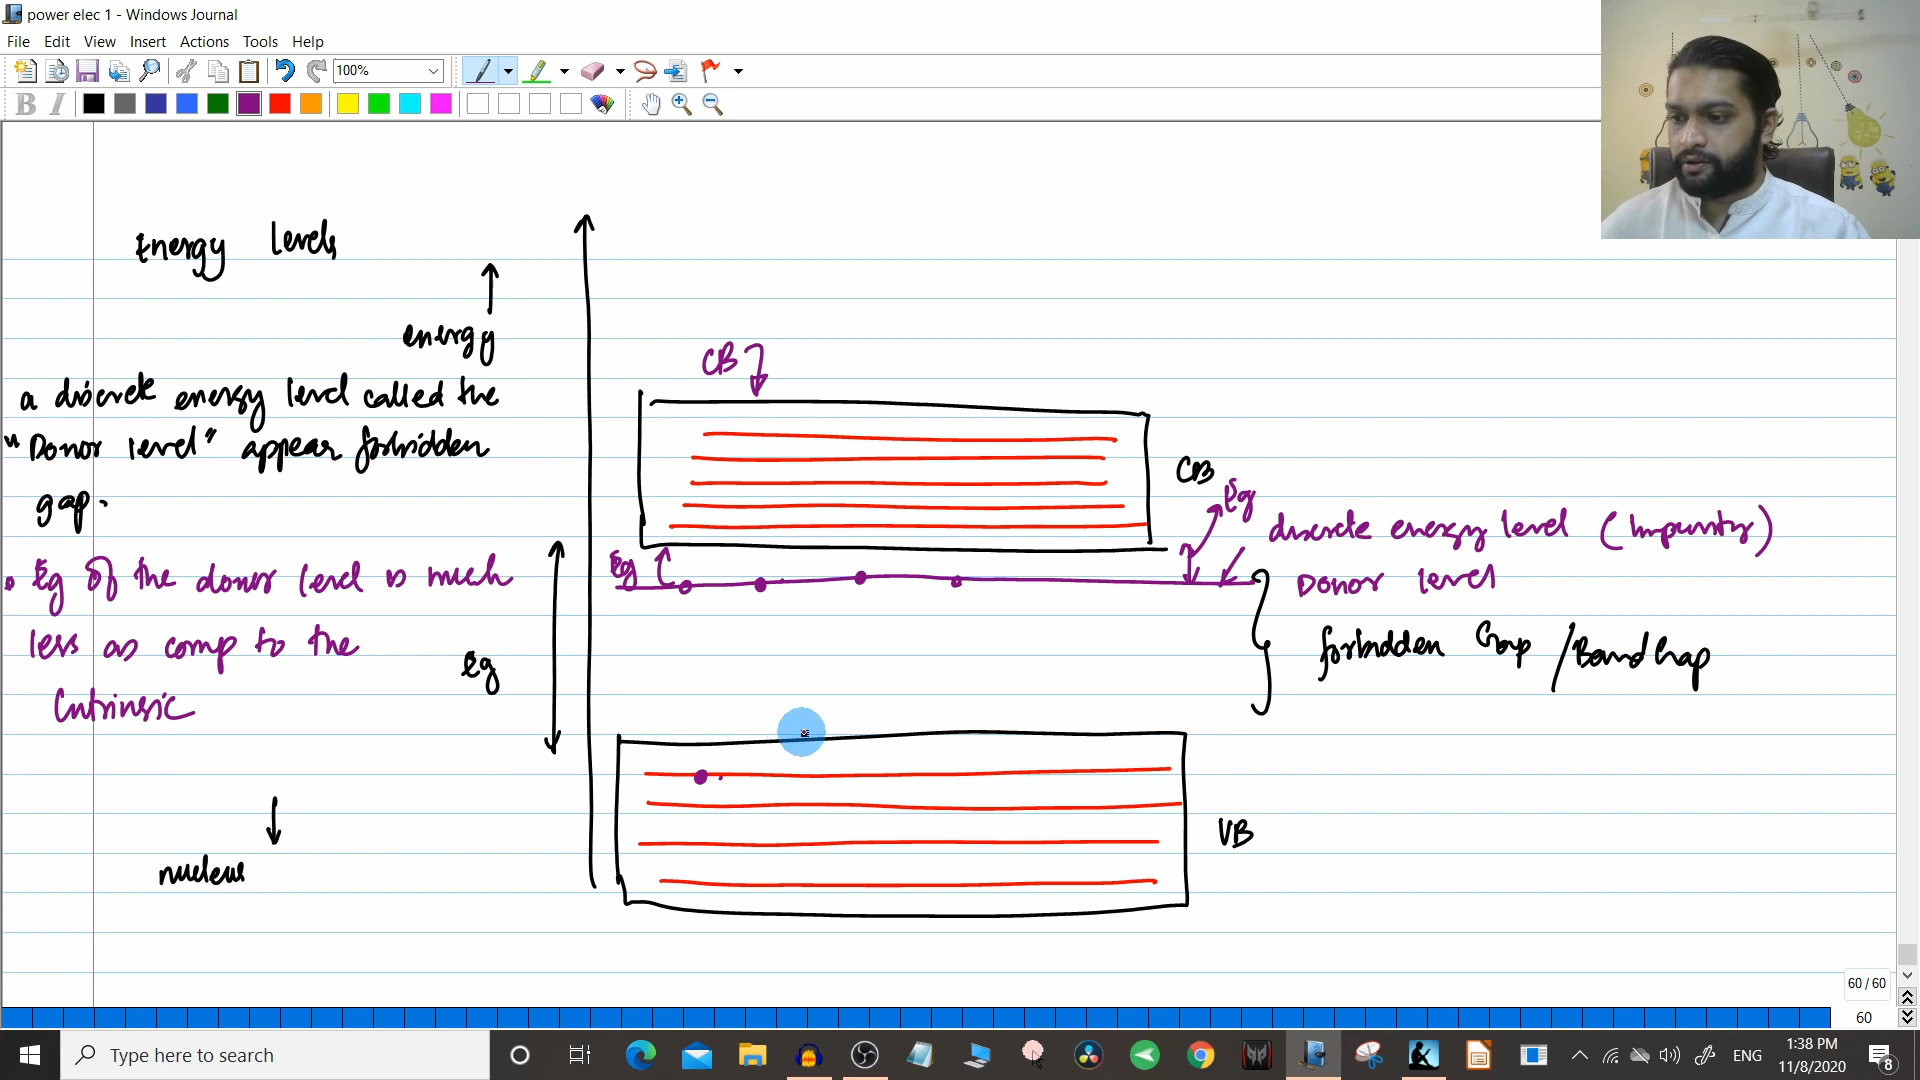 power elec 1 - Windows Journal
File Edit View Insert Actions Tools Help
100%
B I
Energy levels
energy
a discrete energy level called the
"Donor level" appear forbidden
gap.
Eg of the donor level is much
less as comp to the
intrinsic
Eg
nucleus
CB
CB
Eg
Eg
discrete energy level (Impurity)
Donor level
forbidden Gap / Band Gap
VB
60 / 60
60
Type here to search
ENG
1:38 PM
11/8/2020
8